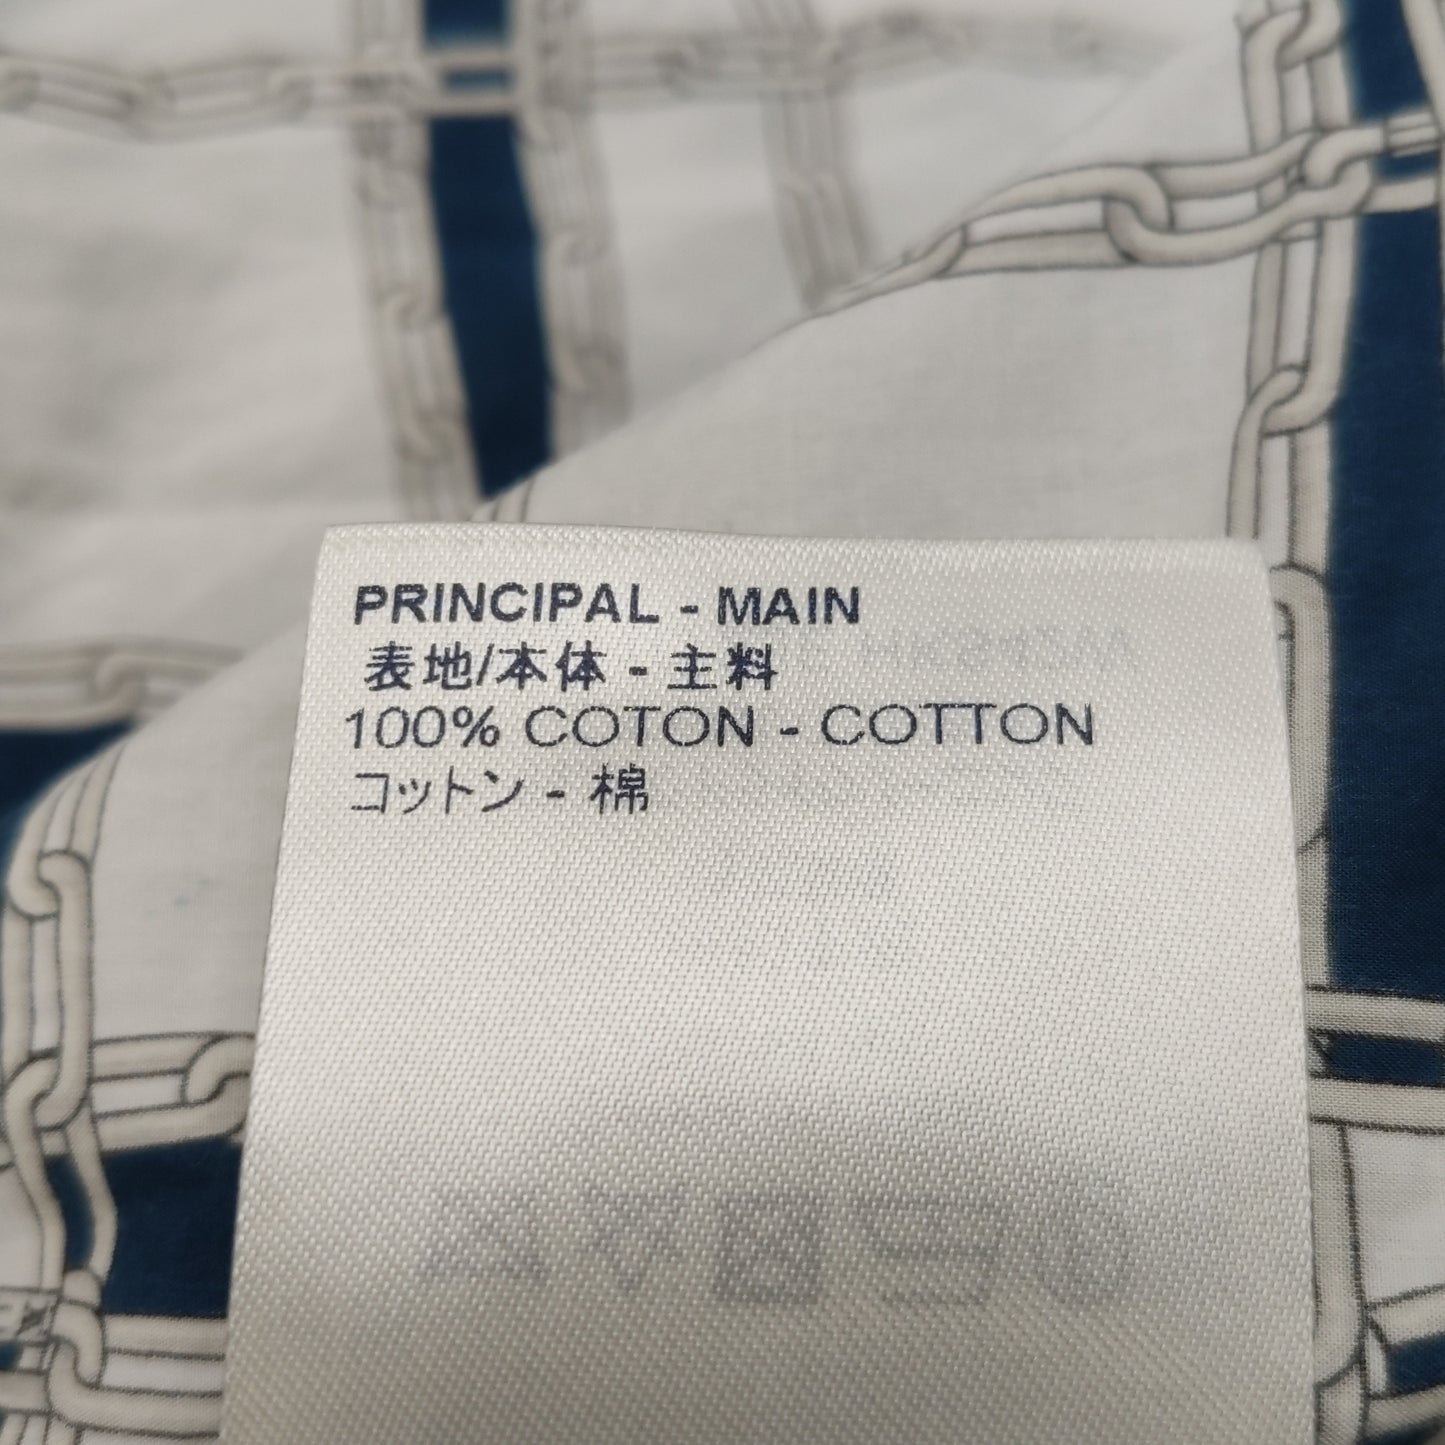 PRINCIPAL - MAIN
表地/本体 - 主料
100% COTON - COTTON
コットン - 棉